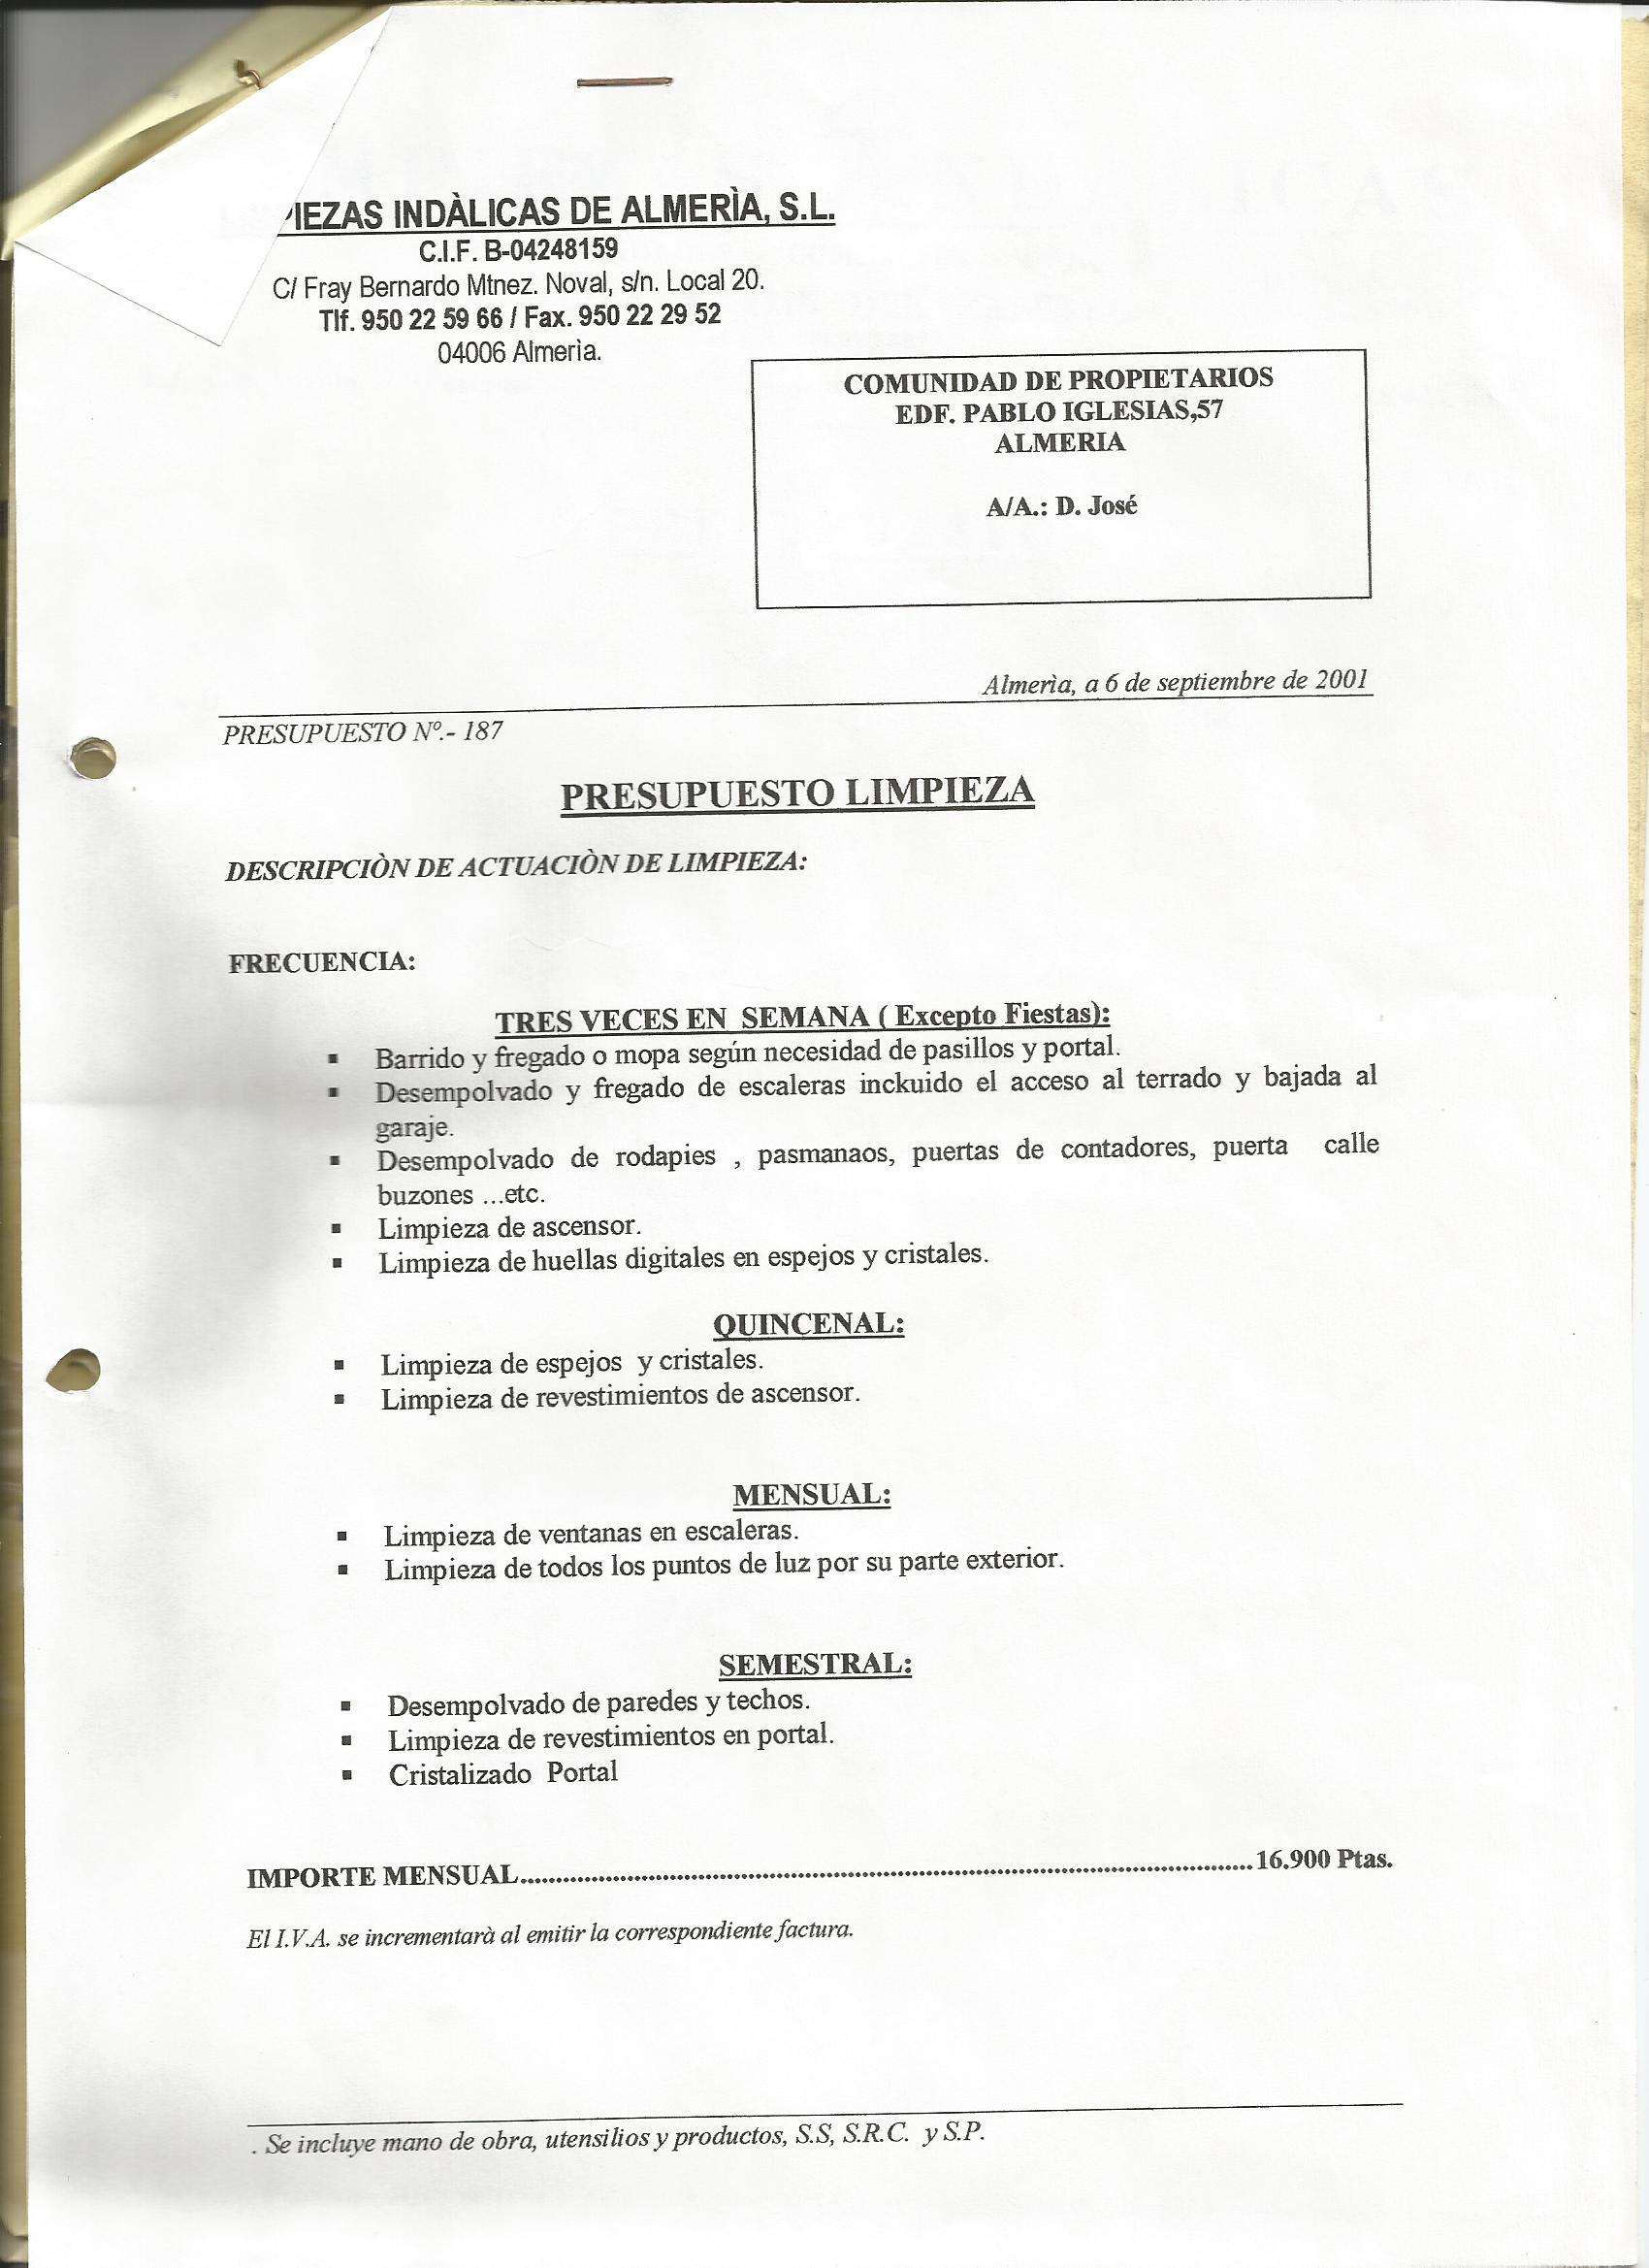 IEZAS INDÀLICAS DE ALMERÌA, S.L.
C.I.F. B-04248159
C/ Fray Bernardo Mtnez. Noval, s/n. Local 20.
Tlf. 950 22 59 66 / Fax. 950 22 29 52
04006 Almerìa.
COMUNIDAD DE PROPIETARIOS
EDF. PABLO IGLESIAS,57
ALMERIA
A/A.: D. José
Almerìa, a 6 de septiembre de 2001
PRESUPUESTO Nº.- 187
PRESUPUESTO LIMPIEZA
DESCRIPCIÒN DE ACTUACIÒN DE LIMPIEZA:
FRECUENCIA:
TRES VECES EN SEMANA ( Excepto Fiestas):
▪ Barrido y fregado o mopa según necesidad de pasillos y portal.
▪ Desempolvado y fregado de escaleras inckuido el acceso al terrado y bajada al
garaje.
▪ Desempolvado de rodapies , pasmanaos, puertas de contadores, puerta calle
buzones ...etc.
▪ Limpieza de ascensor.
▪ Limpieza de huellas digitales en espejos y cristales.
QUINCENAL:
▪ Limpieza de espejos y cristales.
▪ Limpieza de revestimientos de ascensor.
MENSUAL:
▪ Limpieza de ventanas en escaleras.
▪ Limpieza de todos los puntos de luz por su parte exterior.
SEMESTRAL:
▪ Desempolvado de paredes y techos.
▪ Limpieza de revestimientos en portal.
▪ Cristalizado Portal
IMPORTE MENSUAL..........16.900 Ptas.
El I.V.A. se incrementarà al emitir la correspondiente factura.
. Se incluye mano de obra, utensilios y productos, S.S, S.R.C. y S.P.